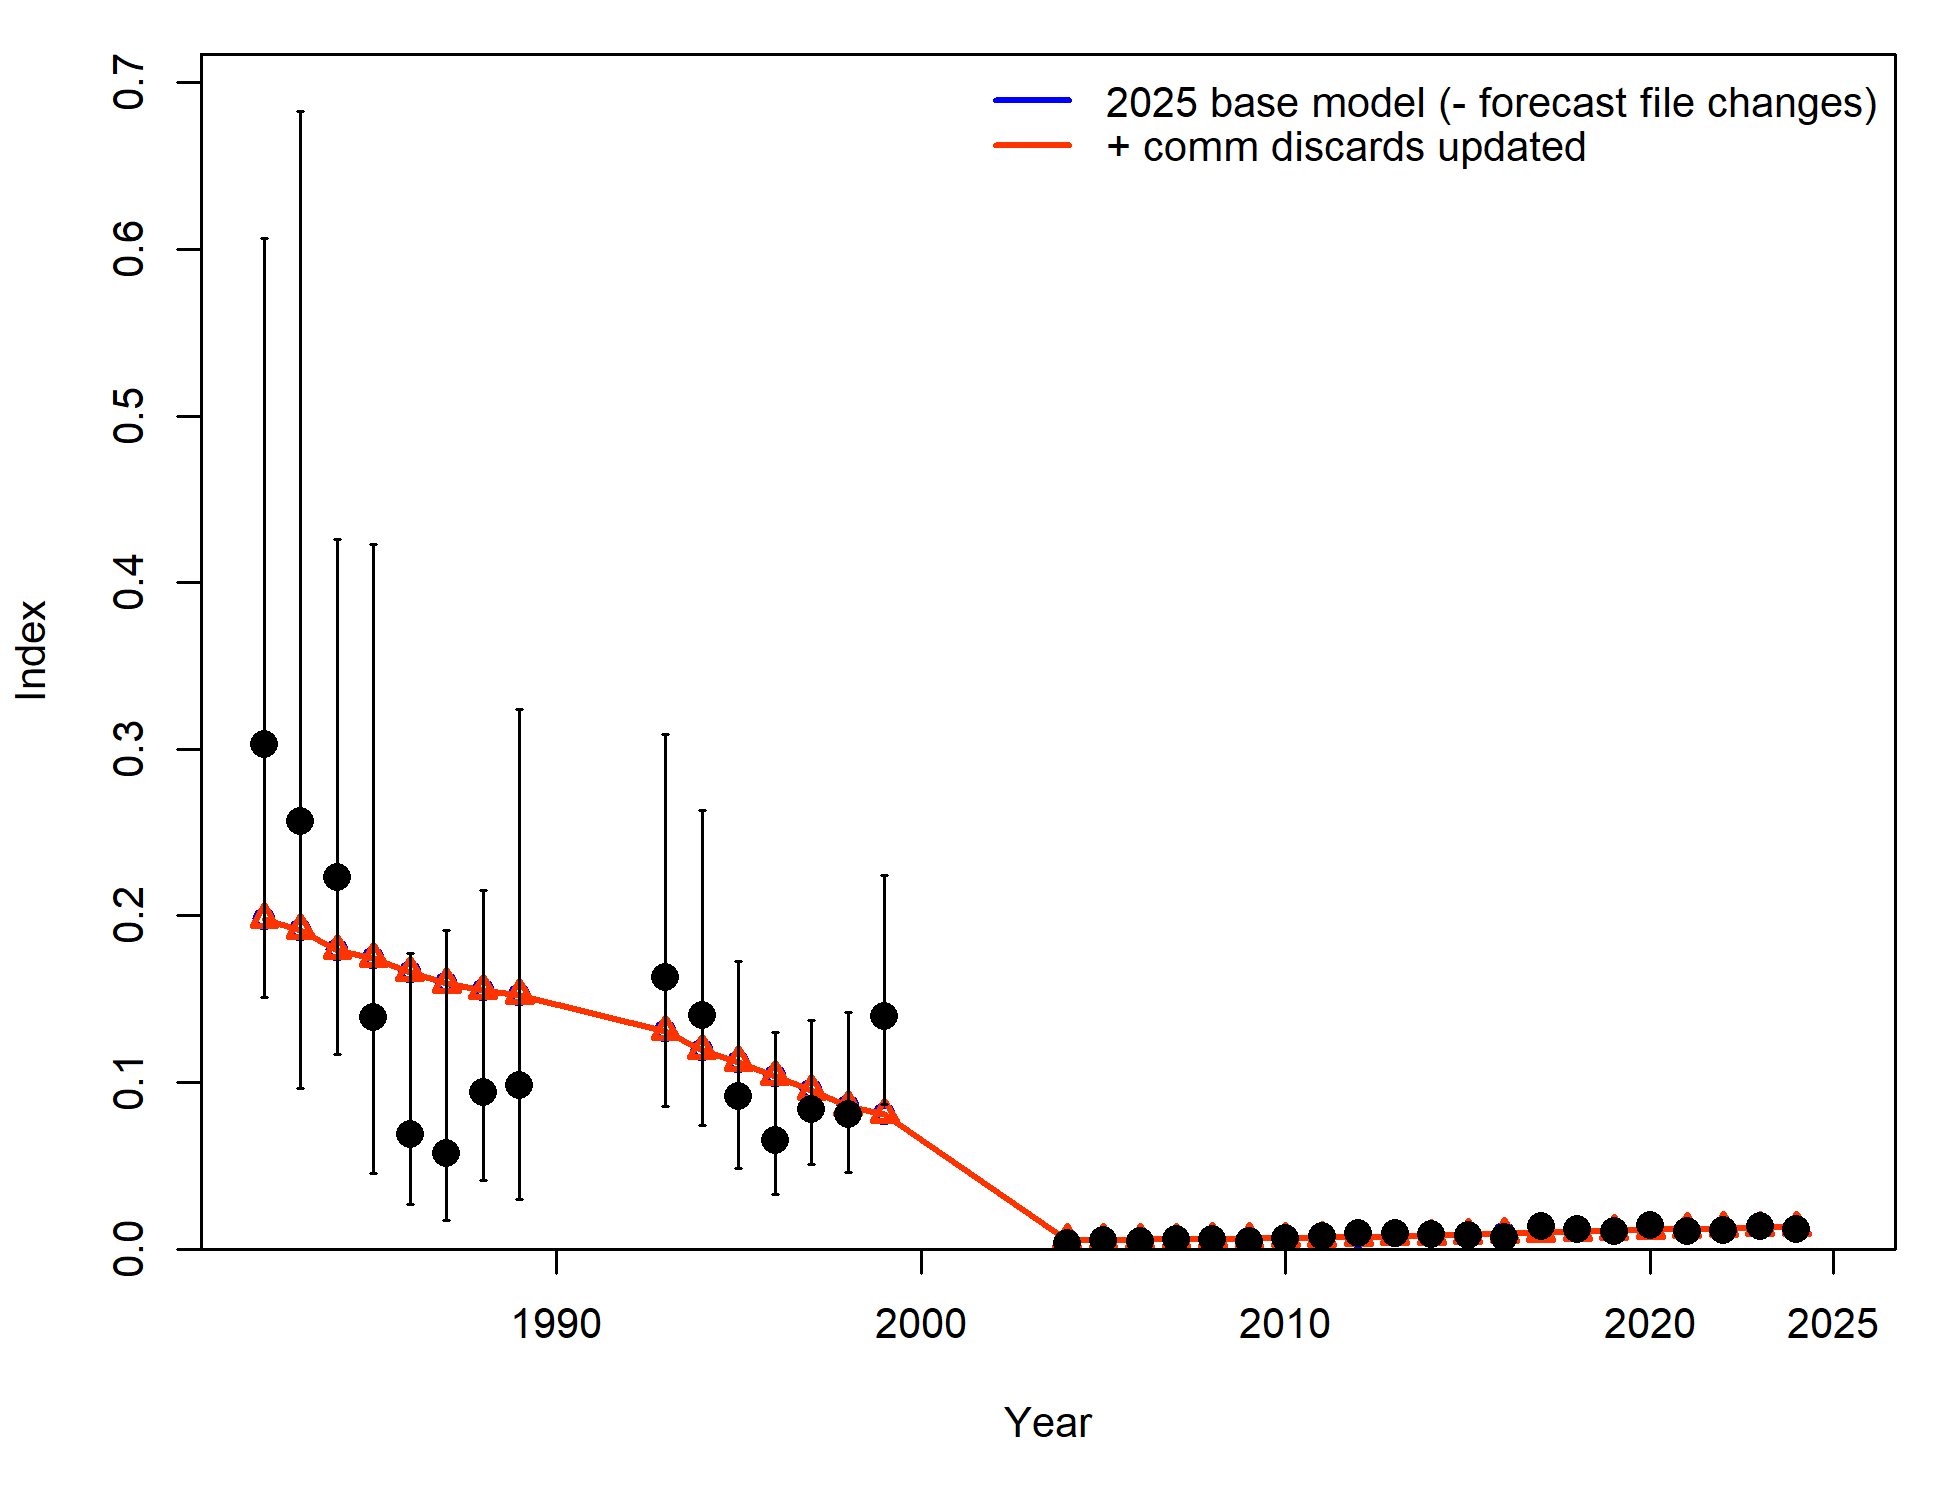 0.7
0.6
0.5
0.4
0.3
0.2
0.1
0.0
Index
2025 base model (- forecast file changes)
+ comm discards updated
1990 2000 2010 2020 2025
Year